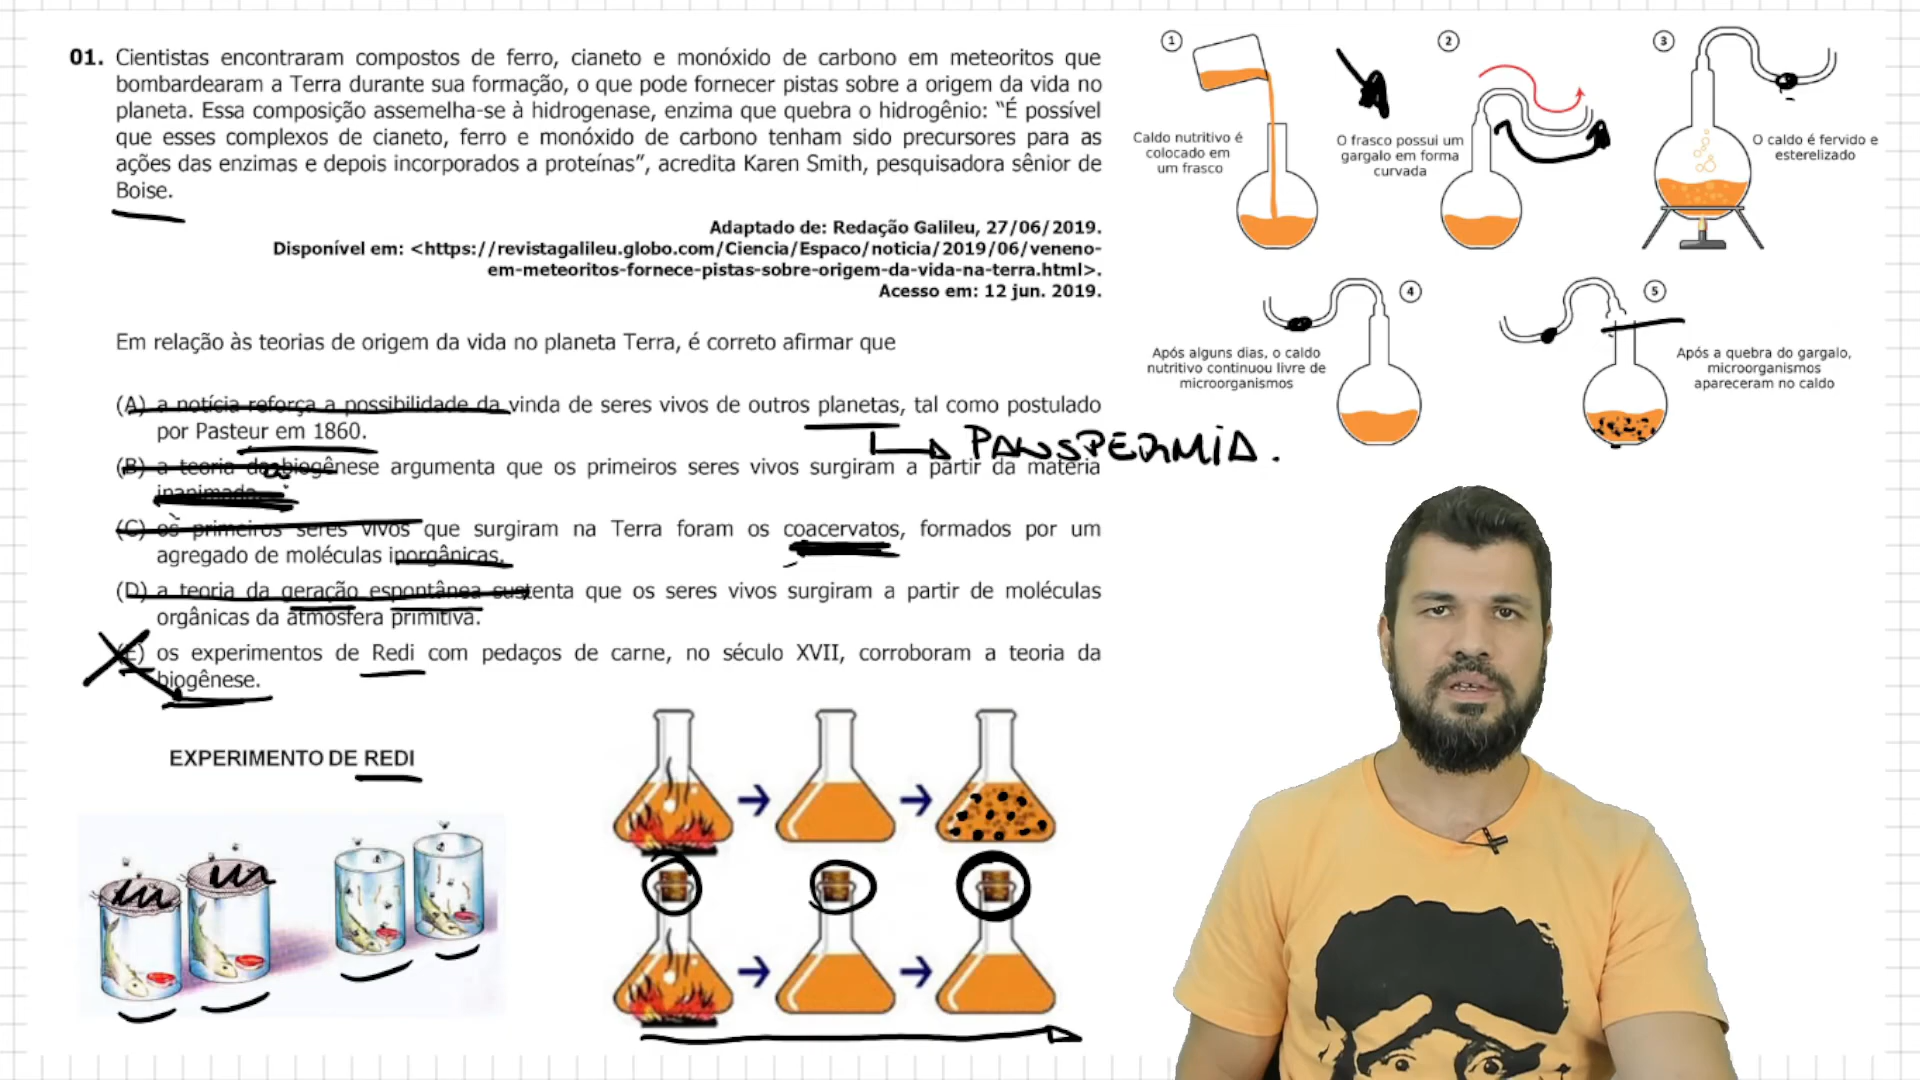 01. Cientistas encontraram compostos de ferro, cianeto e monóxido de carbono em meteoritos que
bombardearam a Terra durante sua formação, o que pode fornecer pistas sobre a origem da vida no
planeta. Essa composição assemelha-se à hidrogenase, enzima que quebra o hidrogênio: “É possível
que esses complexos de cianeto, ferro e monóxido de carbono tenham sido precursores para as
ações das enzimas e depois incorporados a proteínas”, acredita Karen Smith, pesquisadora sênior de
Boise.
Adaptado de: Redação Galileu, 27/06/2019.
Disponível em: <https://revistagalileu.globo.com/Ciencia/Espaco/noticia/2019/06/veneno-
em-meteoritos-fornece-pistas-sobre-origem-da-vida-na-terra.html>.
Acesso em: 12 jun. 2019.
Em relação às teorias de origem da vida no planeta Terra, é correto afirmar que
(A) a notícia reforça a possibilidade da vinda de seres vivos de outros planetas, tal como postulado
por Pasteur em 1860.
PANSPERMIA.
(B) a teoria da biogênese argumenta que os primeiros seres vivos surgiram a partir da matéria
inanimada.
(C) os primeiros seres vivos que surgiram na Terra foram os coacervatos, formados por um
agregado de moléculas inorgânicas.
(D) a teoria da geração espontânea sustenta que os seres vivos surgiram a partir de moléculas
orgânicas da atmosfera primitiva.
(E) os experimentos de Redi com pedaços de carne, no século XVII, corroboram a teoria da
biogênese.
EXPERIMENTO DE REDI
1
Caldo nutritivo é
colocado em
um frasco
2
O frasco possui um
gargalo em forma
curvada
3
O caldo é fervido e
esterelizado
4
Após alguns dias, o caldo
nutritivo continuou livre de
microorganismos
5
Após a quebra do gargalo,
microorganismos
apareceram no caldo